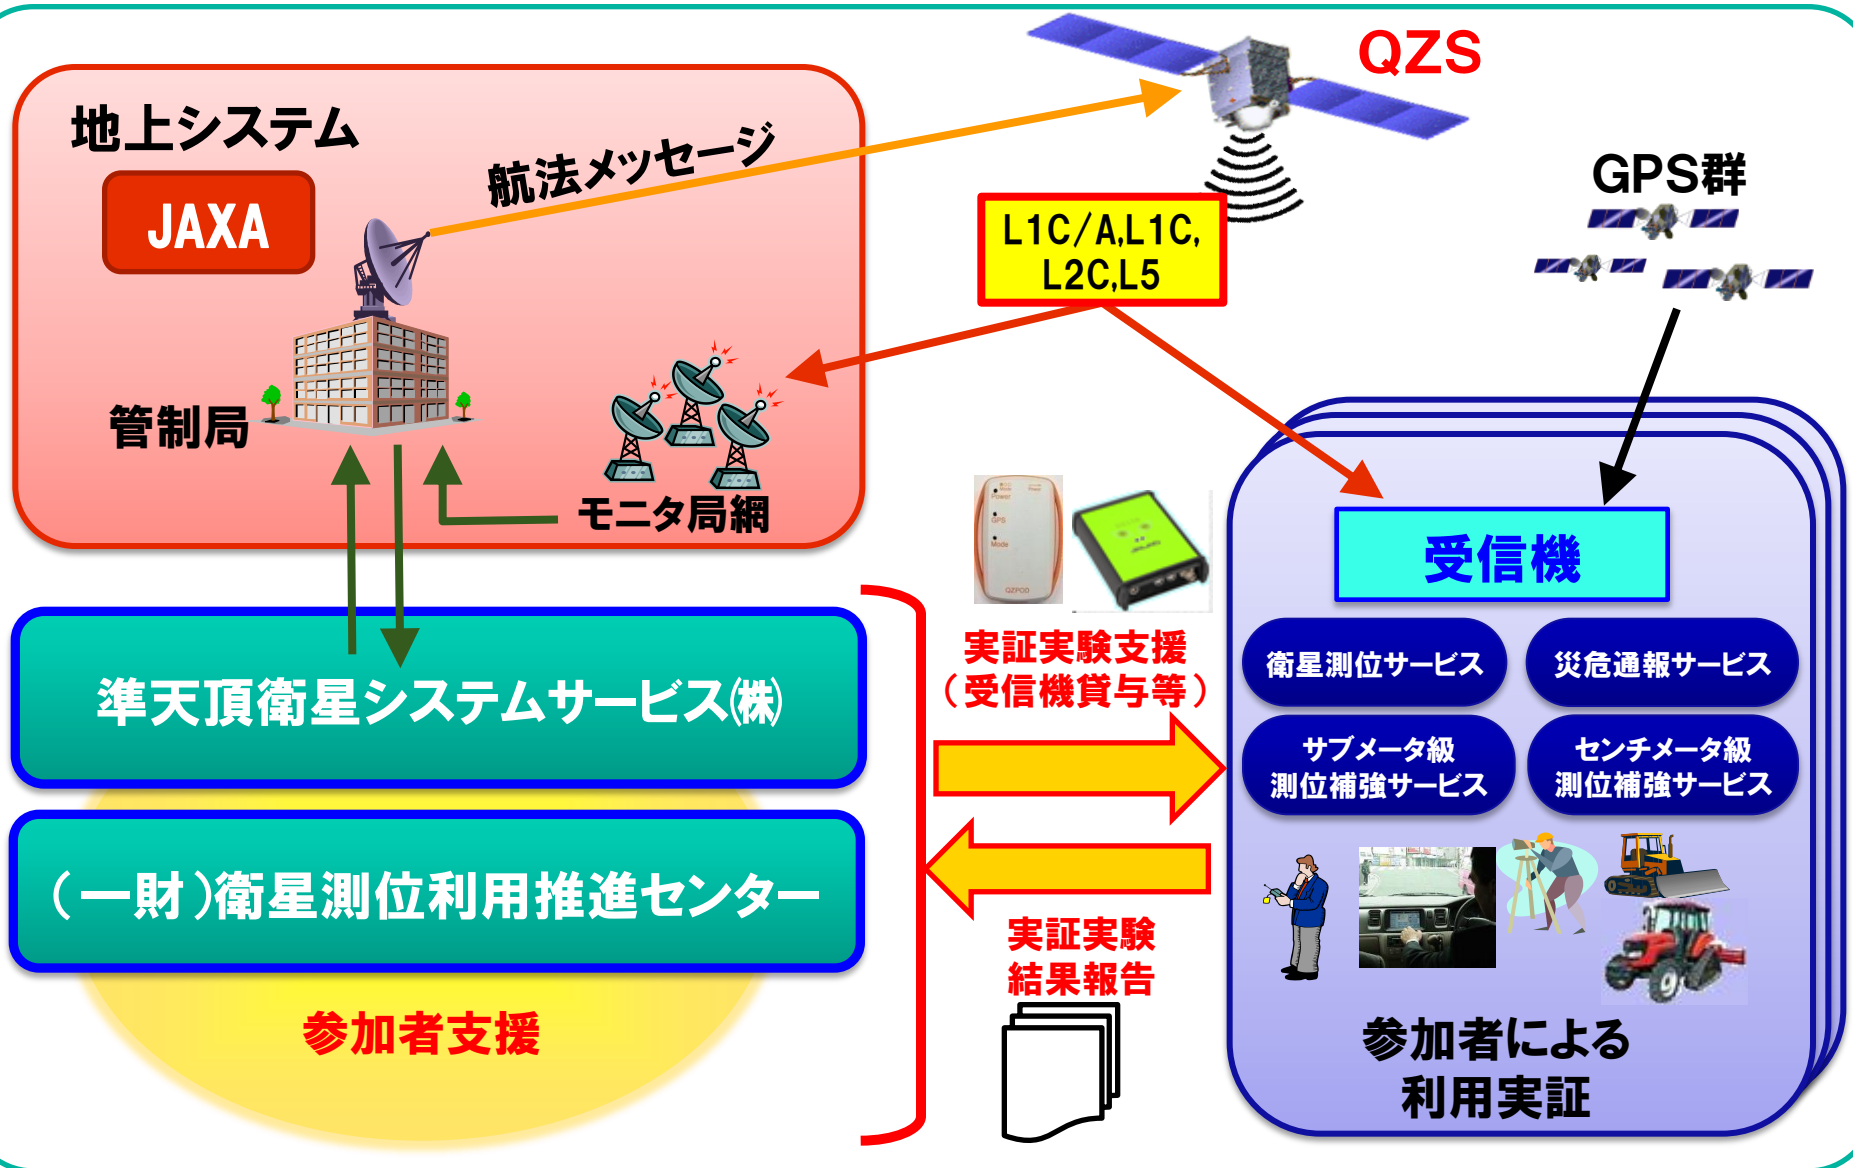 QZS
地上システム
JAXA
航法メッセージ
GPS群
L1C/A,L1C,
L2C,L5
管制局
モニタ局網
Power
GPS
Mode
QZPOD
受信機
実証実験支援
（受信機貸与等）
衛星測位サービス
災危通報サービス
準天頂衛星システムサービス㈱
サブメータ級
測位補強サービス
センチメータ級
測位補強サービス
（一財）衛星測位利用推進センター
実証実験
結果報告
参加者支援
参加者による
利用実証